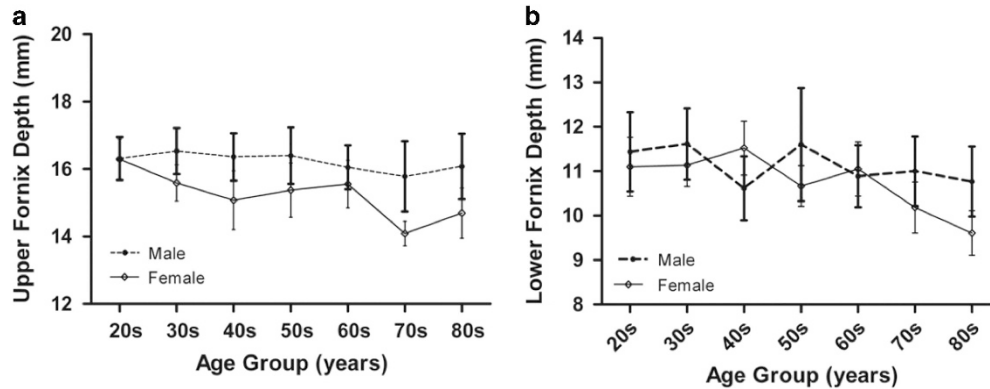 a
Upper Fornix Depth (mm)
20
18
16
14
12
Male
Female
20s 30s 40s 50s 60s 70s 80s
Age Group (years)
b
Lower Fornix Depth (mm)
14
13
12
11
10
9
8
Male
Female
20s 30s 40s 50s 60s 70s 80s
Age Group (years)